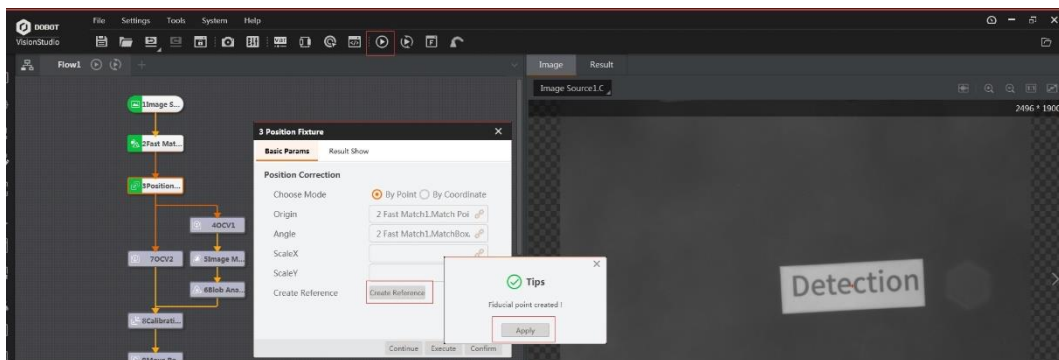 DOBOT
VisionStudio
File Settings Tools System Help
Flow1
Image Result
Image Source1.C
2496 * 1900
1Image S...
2Fast Mat...
3Position...
4OCV1
7OCV2
5Image M...
6Blob Ana...
8Calibrati...
3 Position Fixture
Basic Params Result Show
Position Correction
Choose Mode By Point By Coordinate
Origin 2 Fast Match1.Match Poi
Angle 2 Fast Match1.MatchBox.
ScaleX
ScaleY
Create Reference Create Reference
Continue Execute Confirm
Tips
Fiducial point created !
Apply
Detection